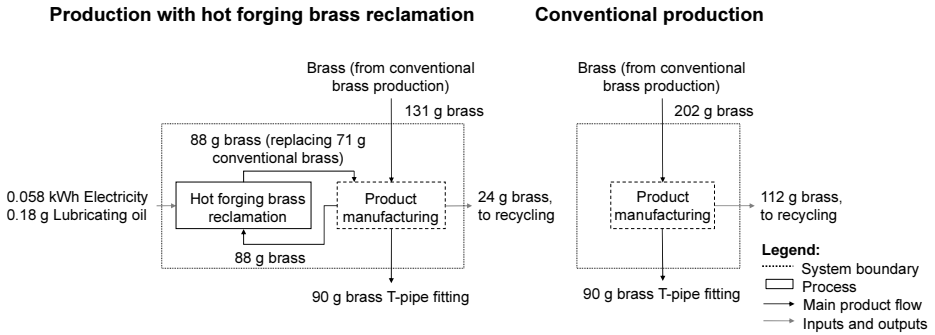 Production with hot forging brass reclamation
Brass (from conventional
brass production)
131 g brass
88 g brass (replacing 71 g
conventional brass)
0.058 kWh Electricity
0.18 g Lubricating oil
Hot forging brass
reclamation
Product
manufacturing
24 g brass,
to recycling
88 g brass
90 g brass T-pipe fitting
Conventional production
Brass (from conventional
brass production)
202 g brass
Product
manufacturing
112 g brass,
to recycling
90 g brass T-pipe fitting
Legend:
System boundary
Process
Main product flow
Inputs and outputs